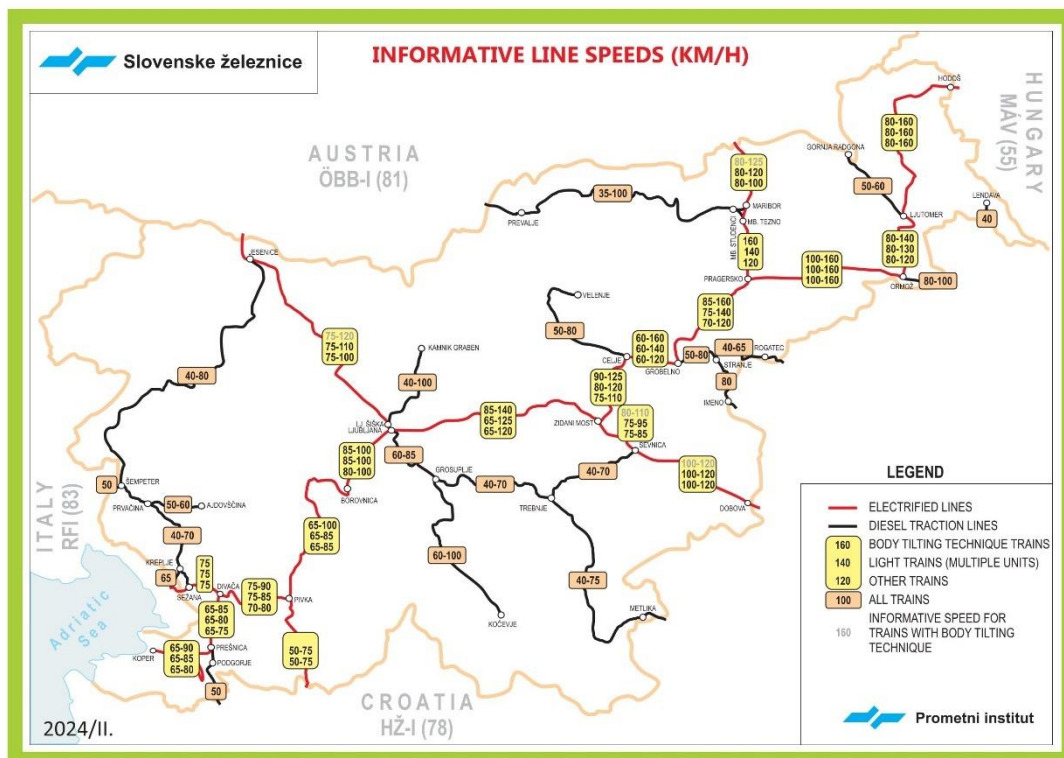 Slovenske železnice
INFORMATIVE LINE SPEEDS (KM/H)
HUNGARY
MÁV (55)
AUSTRIA
ÖBB-I (81)
ITALY
RFI (83)
CROATIA
HŽ-I (78)
Adriatic
Sea
HODOŠ
80-160
80-160
80-160
GORNJA RADGONA
50-60
LENDAVA
40
LJUTOMER
80-140
80-130
80-120
ORMOŽ
80-100
80-125
80-120
80-100
35-100
PREVALJE
MARIBOR
MB. TEZNO
MB. STUDENCI
160
140
120
PRAGERSKO
100-160
100-160
100-160
85-160
75-140
70-120
VELENJE
50-80
CELJE
60-160
60-140
60-120
GROBELNO
50-80
40-65
ROGATEC
STRANJE
80
IMENO
JESENICE
75-120
75-110
75-100
KAMNIK GRABEN
40-100
40-80
LJ. ŠIŠKA
LJUBLJANA
85-140
65-125
65-120
90-125
80-120
75-110
ZIDANI MOST
80-110
75-95
75-85
SEVNICA
100-120
100-120
100-120
DOBOVA
85-100
85-100
80-100
BOROVNICA
60-85
GROSUPLJE
40-70
40-70
TREBNJE
60-100
KOČEVJE
40-75
METLIKA
50
ŠEMPETER
PRVAČINA
50-60
AJDOVŠČINA
40-70
KREPLJE
65
SEŽANA
75
75
75
DIVAČA
75-90
75-85
70-80
PIVKA
65-100
65-85
65-85
65-85
65-80
65-75
PREŠNICA
PODGORJE
50
KOPER
65-90
65-85
65-80
50-75
50-75
LEGEND
ELECTRIFIED LINES
DIESEL TRACTION LINES
160 BODY TILTING TECHNIQUE TRAINS
140 LIGHT TRAINS (MULTIPLE UNITS)
120 OTHER TRAINS
100 ALL TRAINS
160 INFORMATIVE SPEED FOR
TRAINS WITH BODY TILTING
TECHNIQUE
Prometni institut
2024/II.